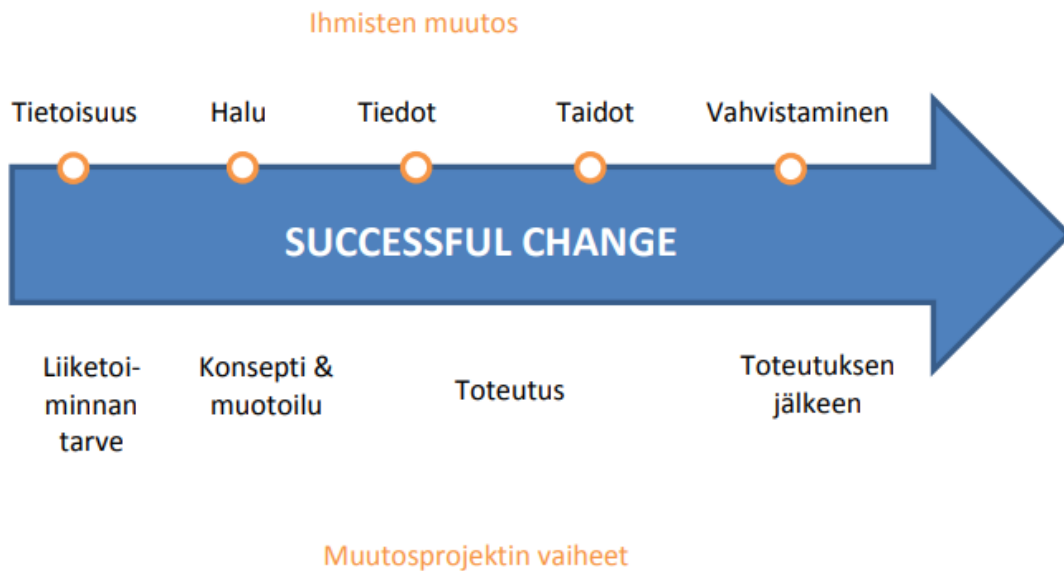 Ihmisten muutos
Tietoisuus Halu Tiedot Taidot Vahvistaminen
SUCCESSFUL CHANGE
Liiketoi-
minnan
tarve
Konsepti &
muotoilu
Toteutus
Toteutuksen
jälkeen
Muutosprojektin vaiheet